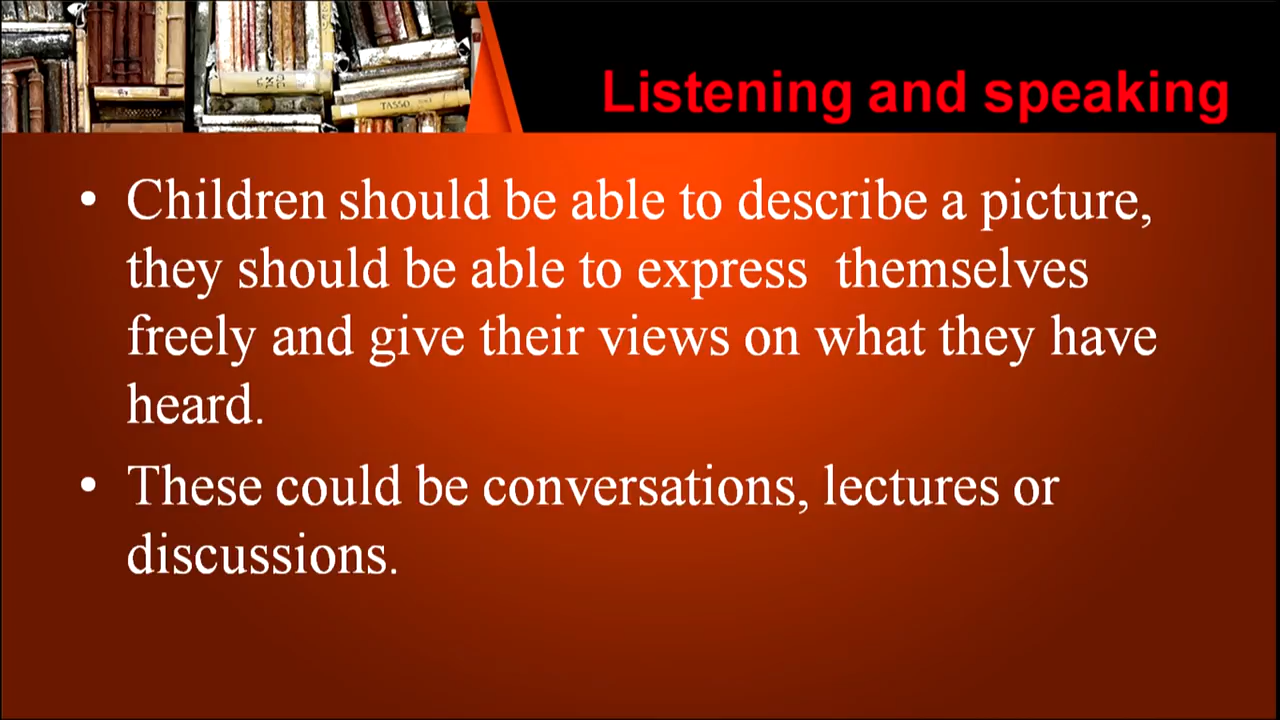 TASSO
Listening and speaking
• Children should be able to describe a picture,
they should be able to express  themselves
freely and give their views on what they have
heard.
• These could be conversations, lectures or
discussions.